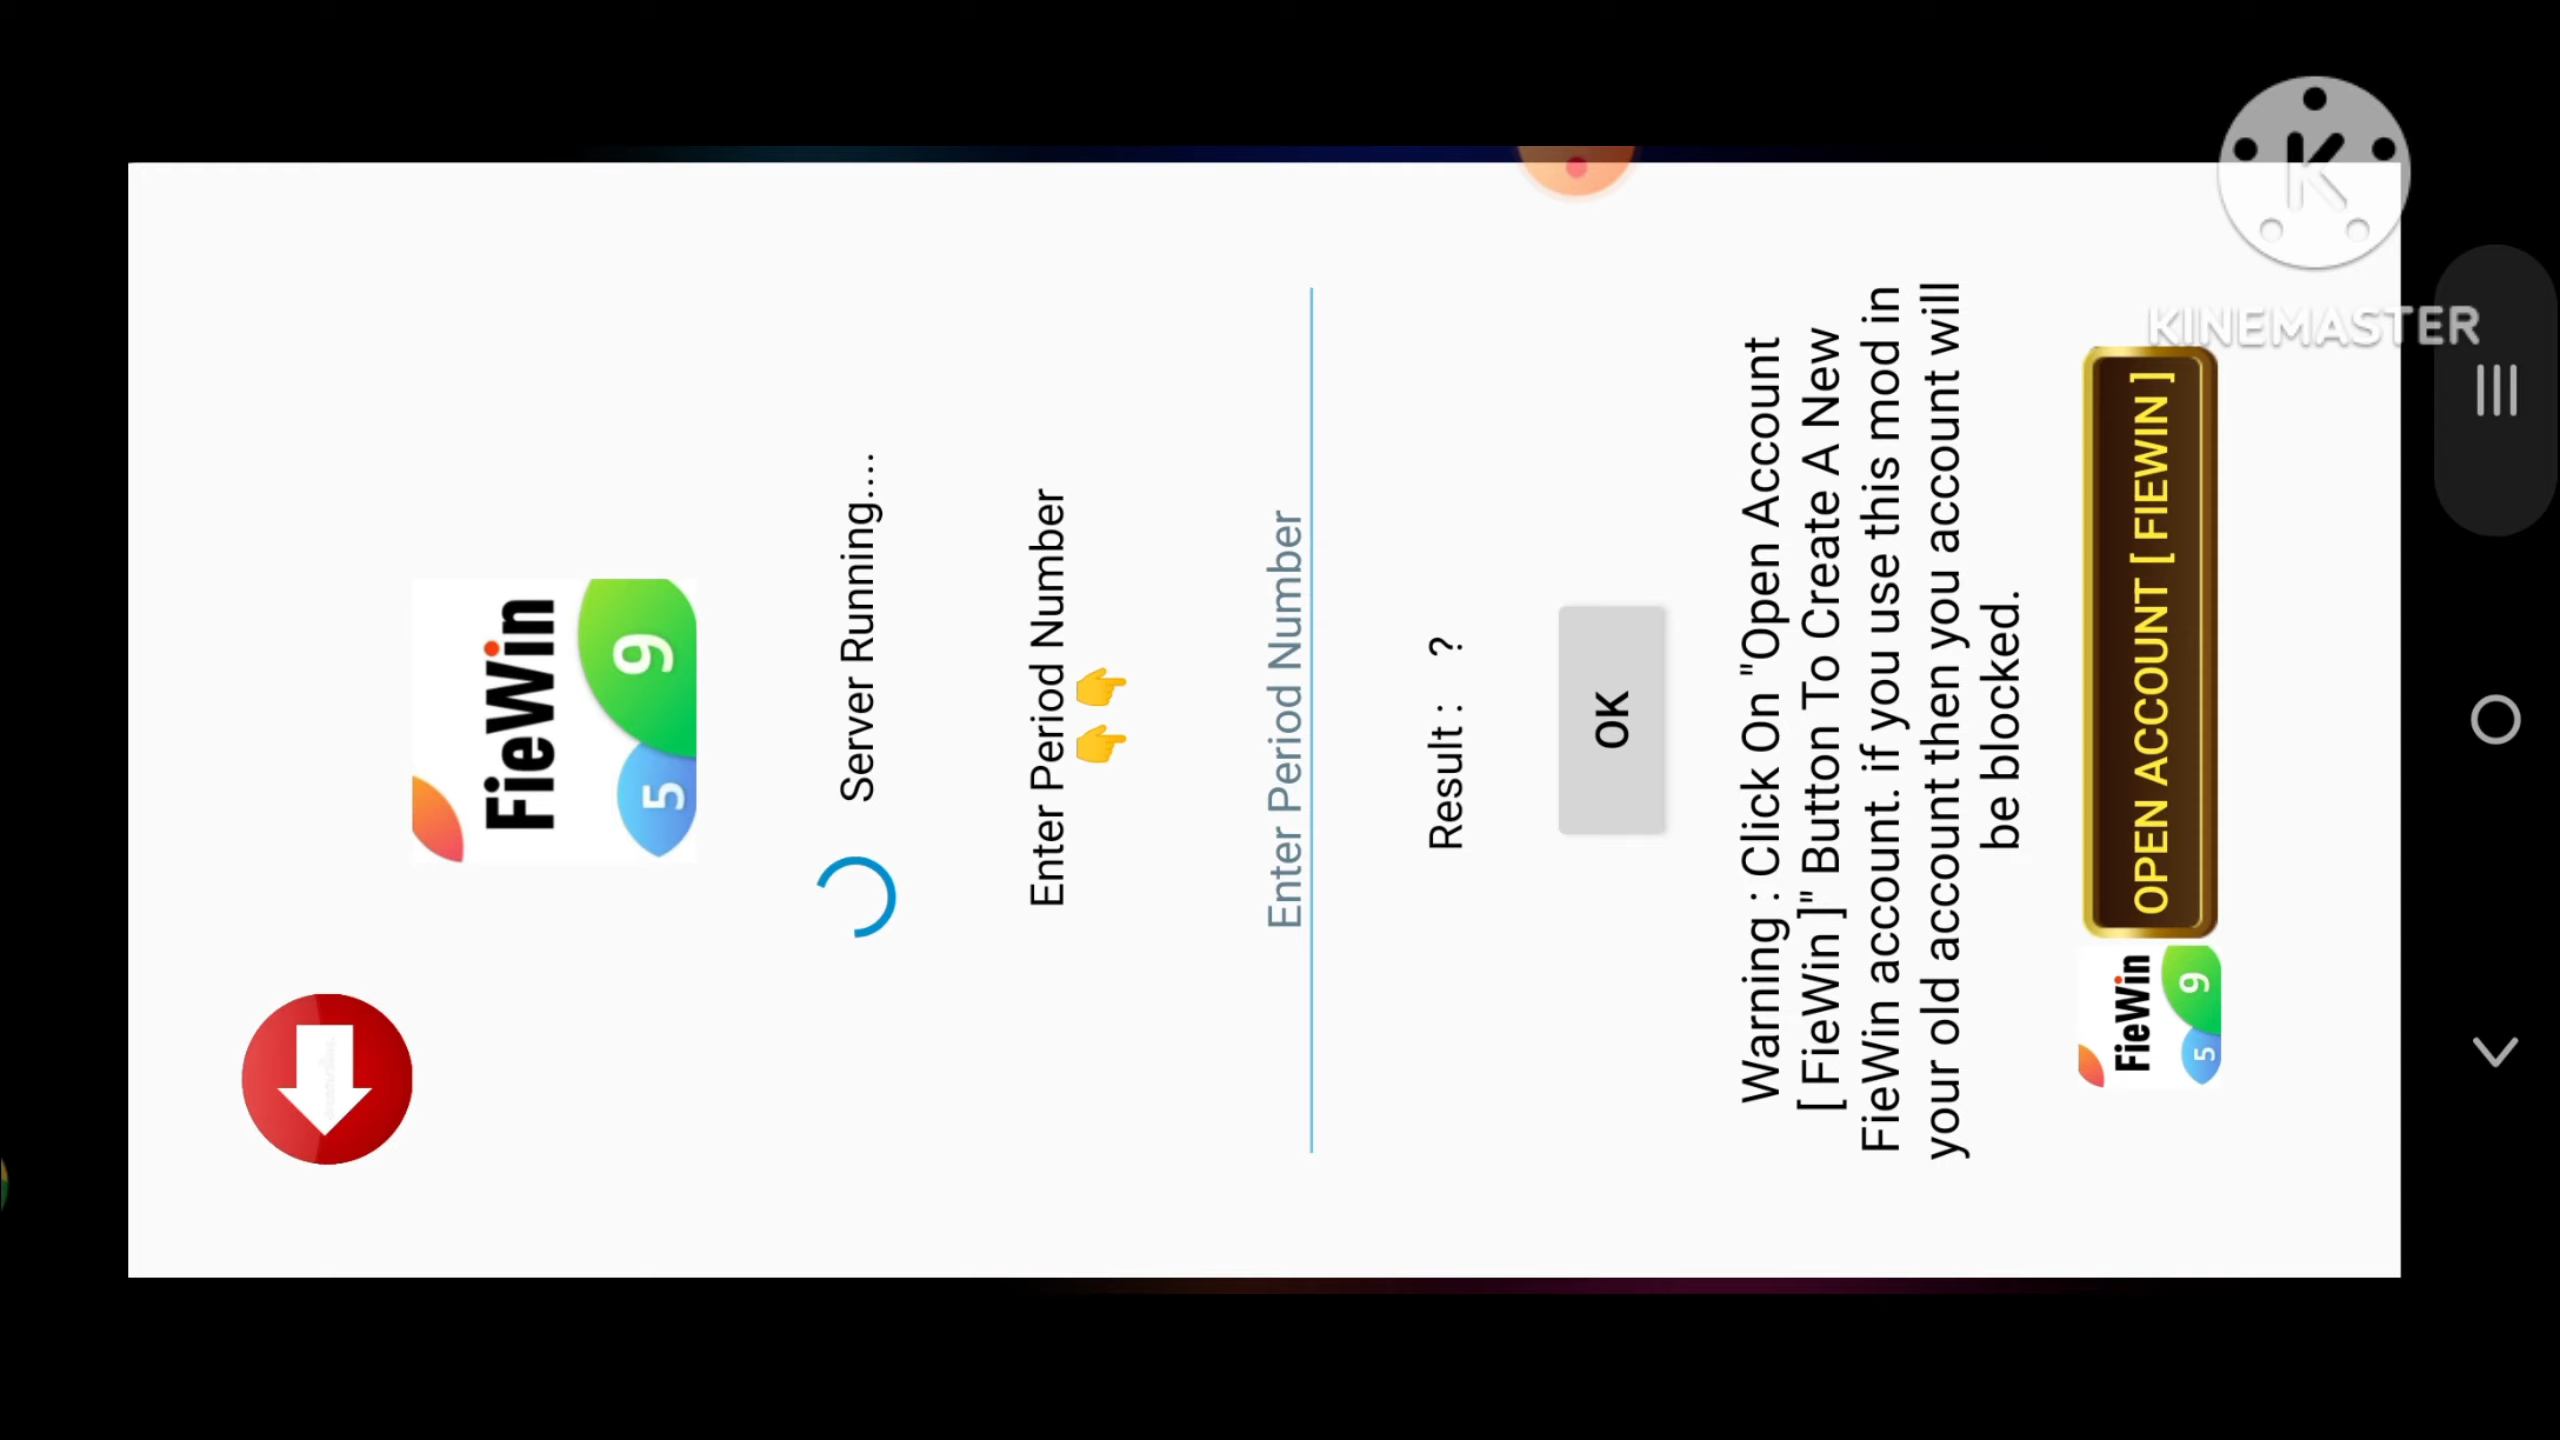 FieWin
5 9
Server Running....
Enter Period Number
👉👉
Enter Period Number
Result : ?
OK
Warning : Click On "Open Account
[ FieWin ]" Button To Create A New
FieWin account. if you use this mod in
your old account then you account will
be blocked.
FieWin
5 9
OPEN ACCOUNT [ FIEWIN ]
K
KINEMASTER